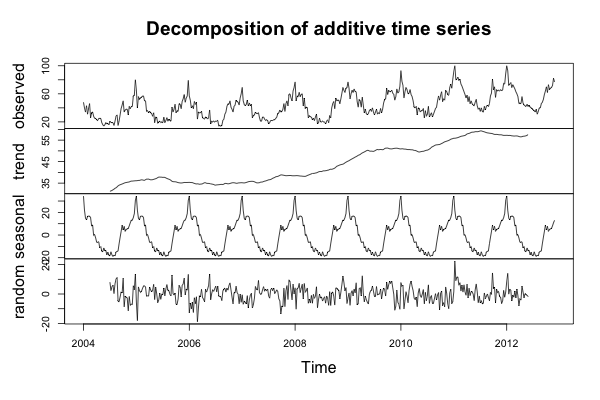 Decomposition of additive time series
observed
20 60 100
trend
35 45 55
seasonal
-20 0 20
random
-20 0 20
2004 2006 2008 2010 2012
Time